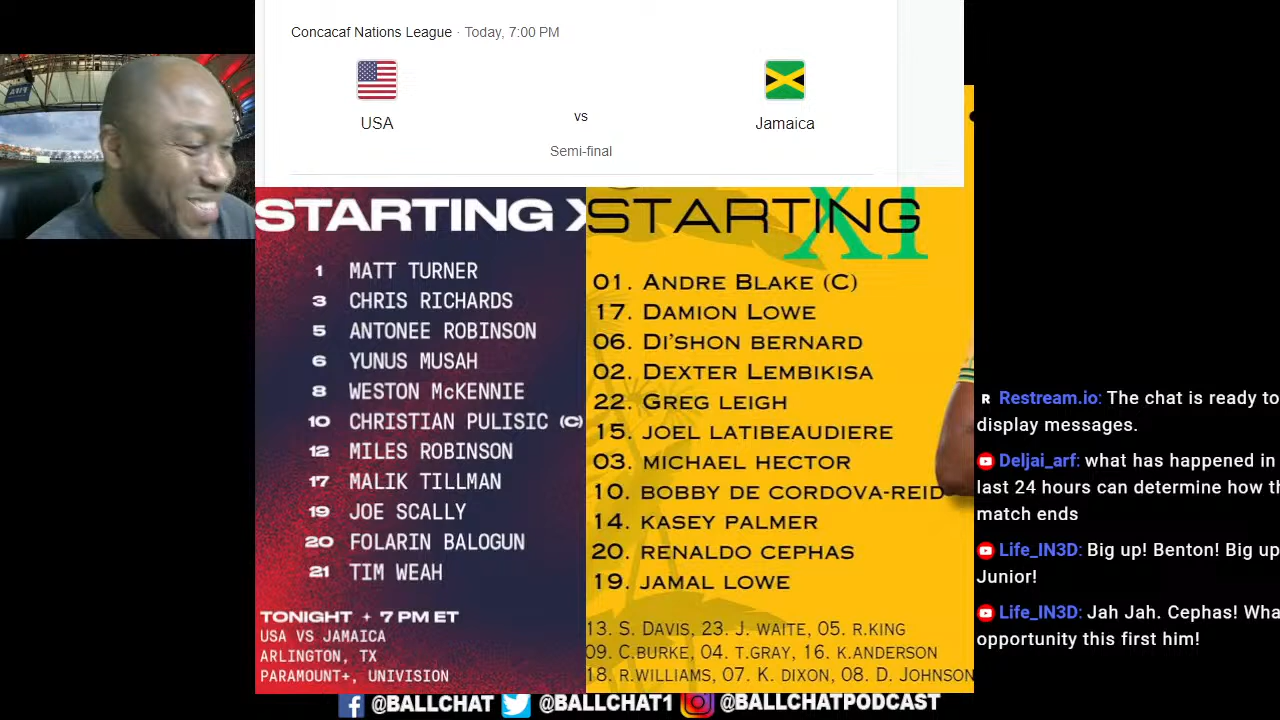 Concacaf Nations League · Today, 7:00 PM
USA
vs
Jamaica
Semi-final
STARTING X
1 MATT TURNER
3 CHRIS RICHARDS
5 ANTONEE ROBINSON
6 YUNUS MUSAH
8 WESTON McKENNIE
10 CHRISTIAN PULISIC (C)
12 MILES ROBINSON
17 MALIK TILLMAN
19 JOE SCALLY
20 FOLARIN BALOGUN
21 TIM WEAH
TONIGHT + 7 PM ET
USA VS JAMAICA
ARLINGTON, TX
PARAMOUNT+, UNIVISION
STARTING
XI
01. ANDRE BLAKE (C)
17. DAMION LOWE
06. DI'SHON BERNARD
02. DEXTER LEMBIKISA
22. GREG LEIGH
15. JOEL LATIBEAUDIERE
03. MICHAEL HECTOR
10. BOBBY DE CORDOVA-REID
14. KASEY PALMER
20. RENALDO CEPHAS
19. JAMAL LOWE
13. S. DAVIS, 23. J. WAITE, 05. R.KING
09. C.BURKE, 04. T.GRAY, 16. K.ANDERSON
18. R.WILLIAMS, 07. K. DIXON, 08. D. JOHNSON
R Restream.io: The chat is ready to
display messages.
Deljai_arf: what has happened in
last 24 hours can determine how th
match ends
Life_IN3D: Big up! Benton! Big up
Junior!
Life_IN3D: Jah Jah. Cephas! Wha
opportunity this first him!
@BALLCHAT @BALLCHAT1 @BALLCHATPODCAST